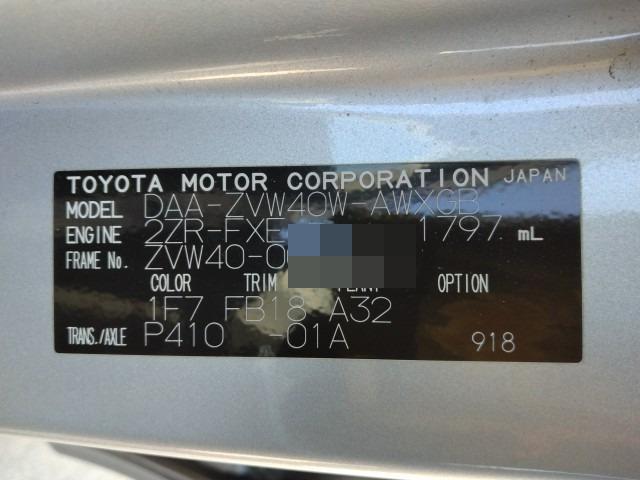 TOYOTA MOTOR CORPORATION JAPAN
MODEL DAA-ZVW40W-AWXGB
ENGINE 2ZR-FXE 1797 mL
FRAME No. ZVW40-0
COLOR TRIM PLANT OPTION
1F7 FB18 A32
TRANS./AXLE P410 -01A 918